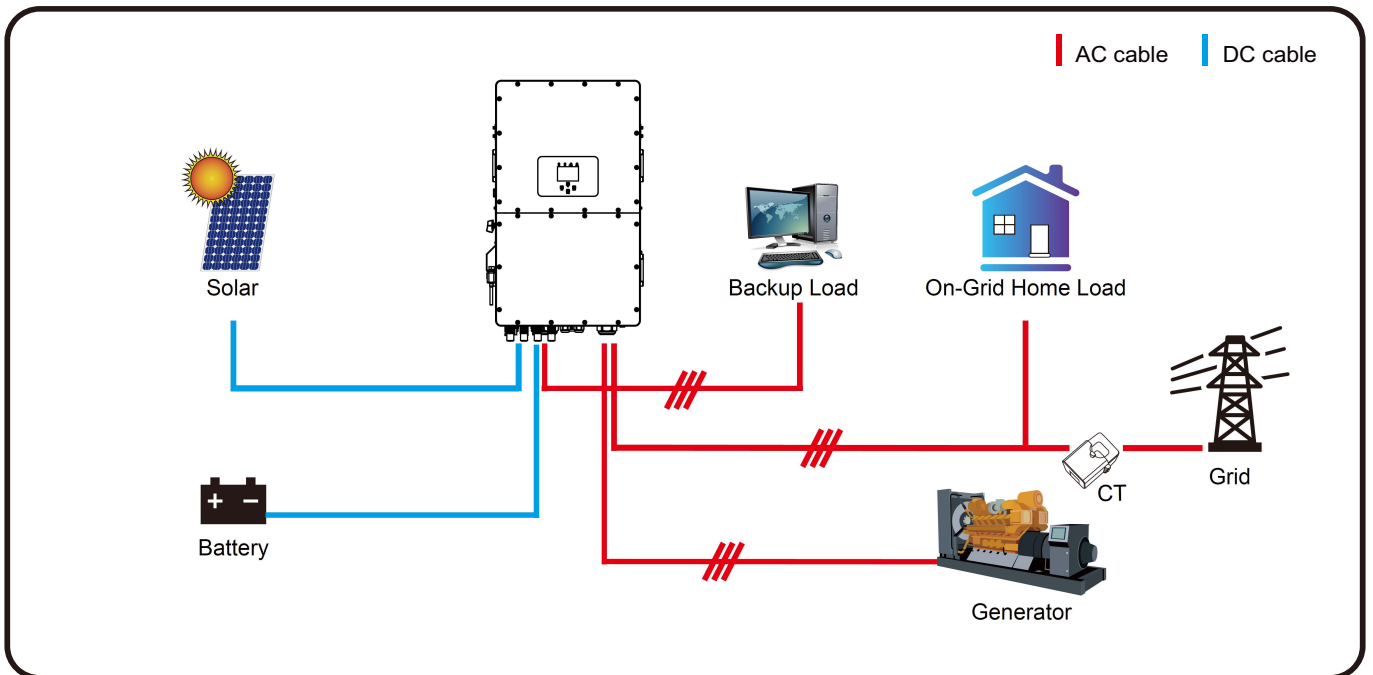 AC cable
DC cable
Solar
Backup Load
On-Grid Home Load
CT
Grid
+ −
Battery
Generator